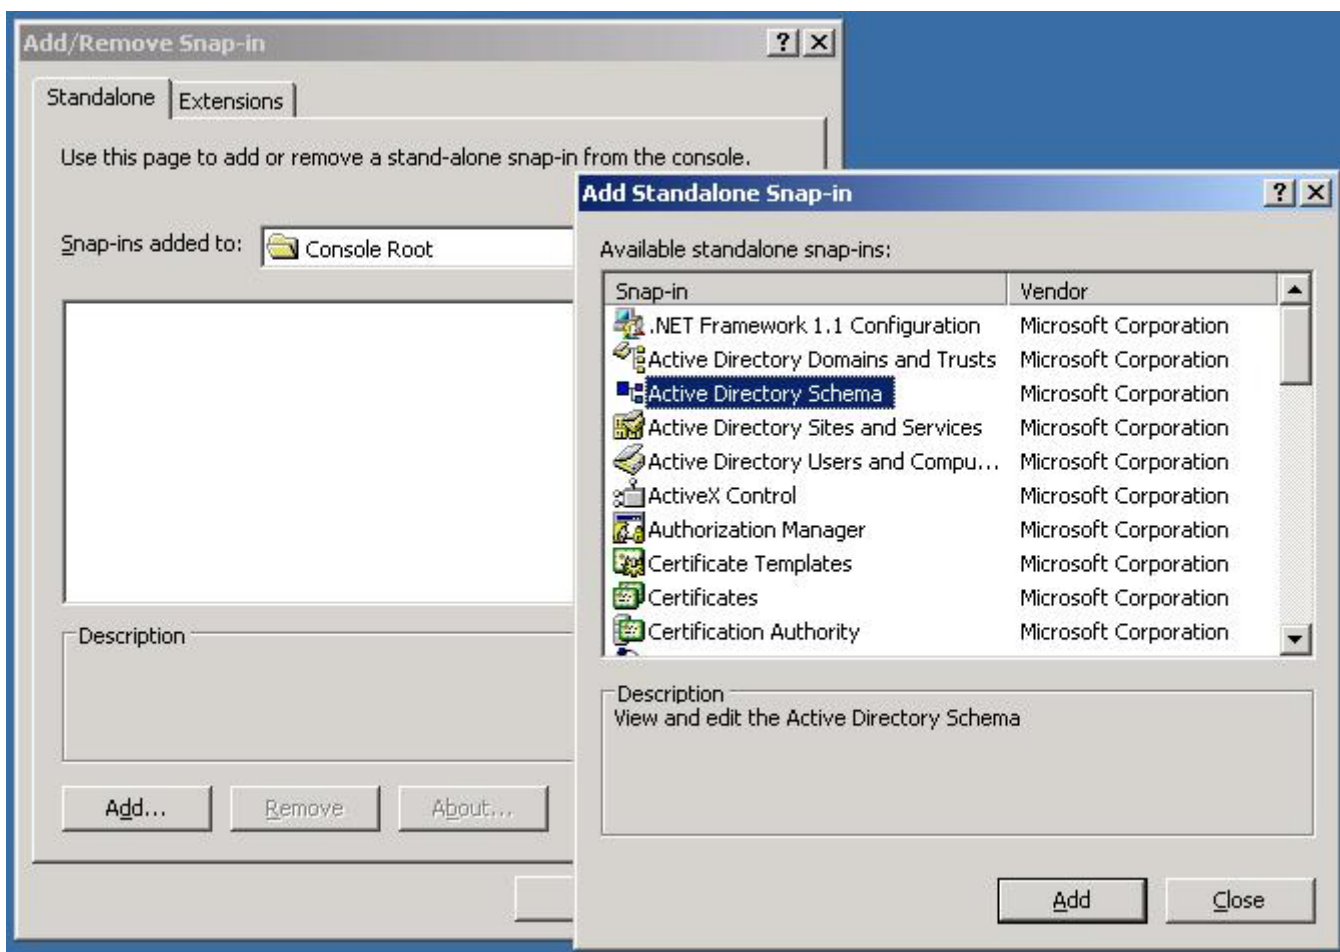 Add/Remove Snap-in
Standalone
Extensions
Use this page to add or remove a stand-alone snap-in from the console.
Snap-ins added to:
Console Root
Description
Add...
Remove
About...
Add Standalone Snap-in
Available standalone snap-ins:
Snap-in Vendor
.NET Framework 1.1 Configuration Microsoft Corporation
Active Directory Domains and Trusts Microsoft Corporation
Active Directory Schema Microsoft Corporation
Active Directory Sites and Services Microsoft Corporation
Active Directory Users and Compu... Microsoft Corporation
ActiveX Control Microsoft Corporation
Authorization Manager Microsoft Corporation
Certificate Templates Microsoft Corporation
Certificates Microsoft Corporation
Certification Authority Microsoft Corporation
Description
View and edit the Active Directory Schema
Add
Close